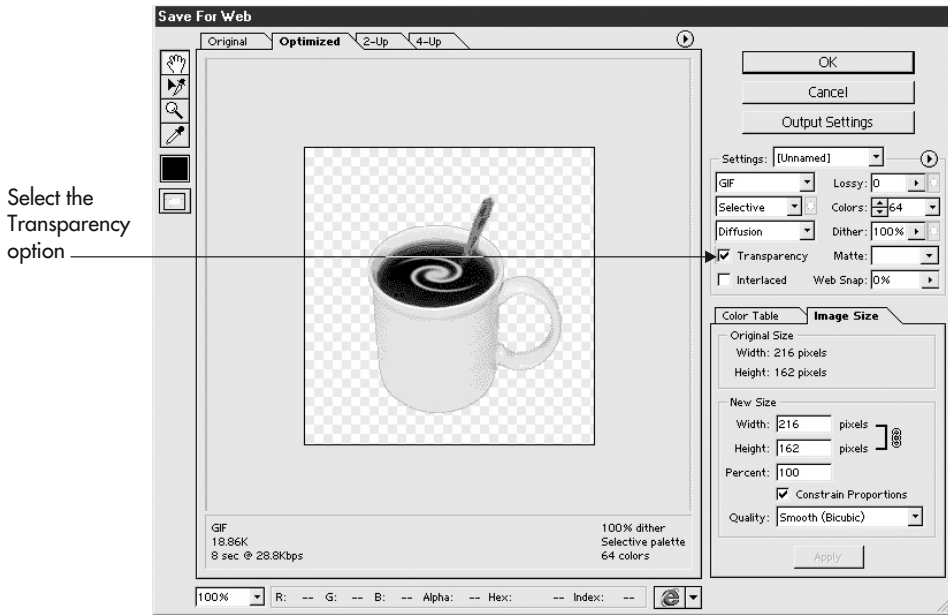 Save For Web
Original Optimized 2-Up 4-Up
OK
Cancel
Output Settings
Select the
Transparency
option
Settings: [Unnamed]
GIF Lossy: 0
Selective Colors: 64
Diffusion Dither: 100%
Transparency Matte:
Interlaced Web Snap: 0%
Color Table Image Size
Original Size
Width: 216 pixels
Height: 162 pixels
New Size
Width: 216 pixels
Height: 162 pixels
Percent: 100
Constrain Proportions
Quality: Smooth (Bicubic)
Apply
GIF
18.86K
8 sec @ 28.8Kbps
100% dither
Selective palette
64 colors
100% R: -- G: -- B: -- Alpha: -- Hex: -- Index: --